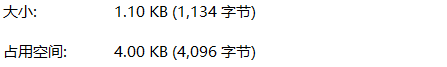 大小: 1.10 KB (1,134 字节)
占用空间: 4.00 KB (4,096 字节)